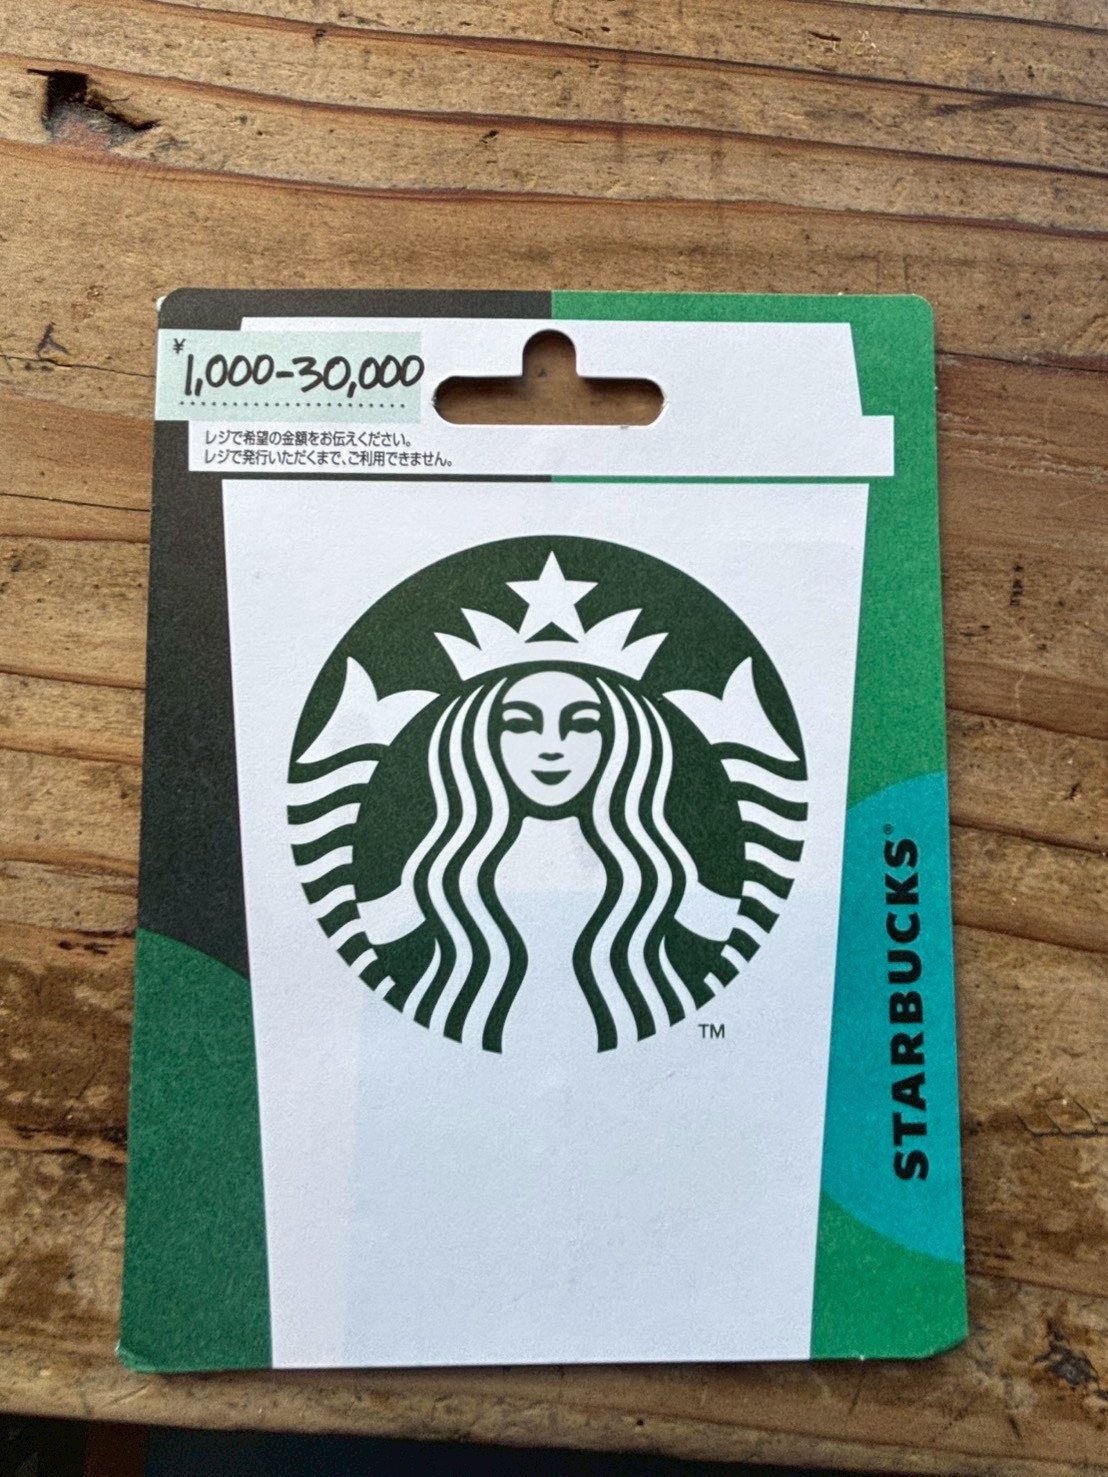 ¥1,000-30,000
レジで希望の金額をお伝えください。
レジで発行いただくまで、ご利用できません。
TM
STARBUCKS®